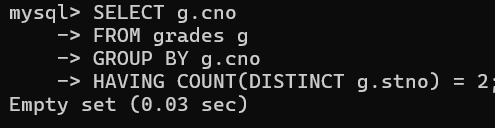 mysql> SELECT g.cno
    -> FROM grades g
    -> GROUP BY g.cno
    -> HAVING COUNT(DISTINCT g.stno) = 2;
Empty set (0.03 sec)